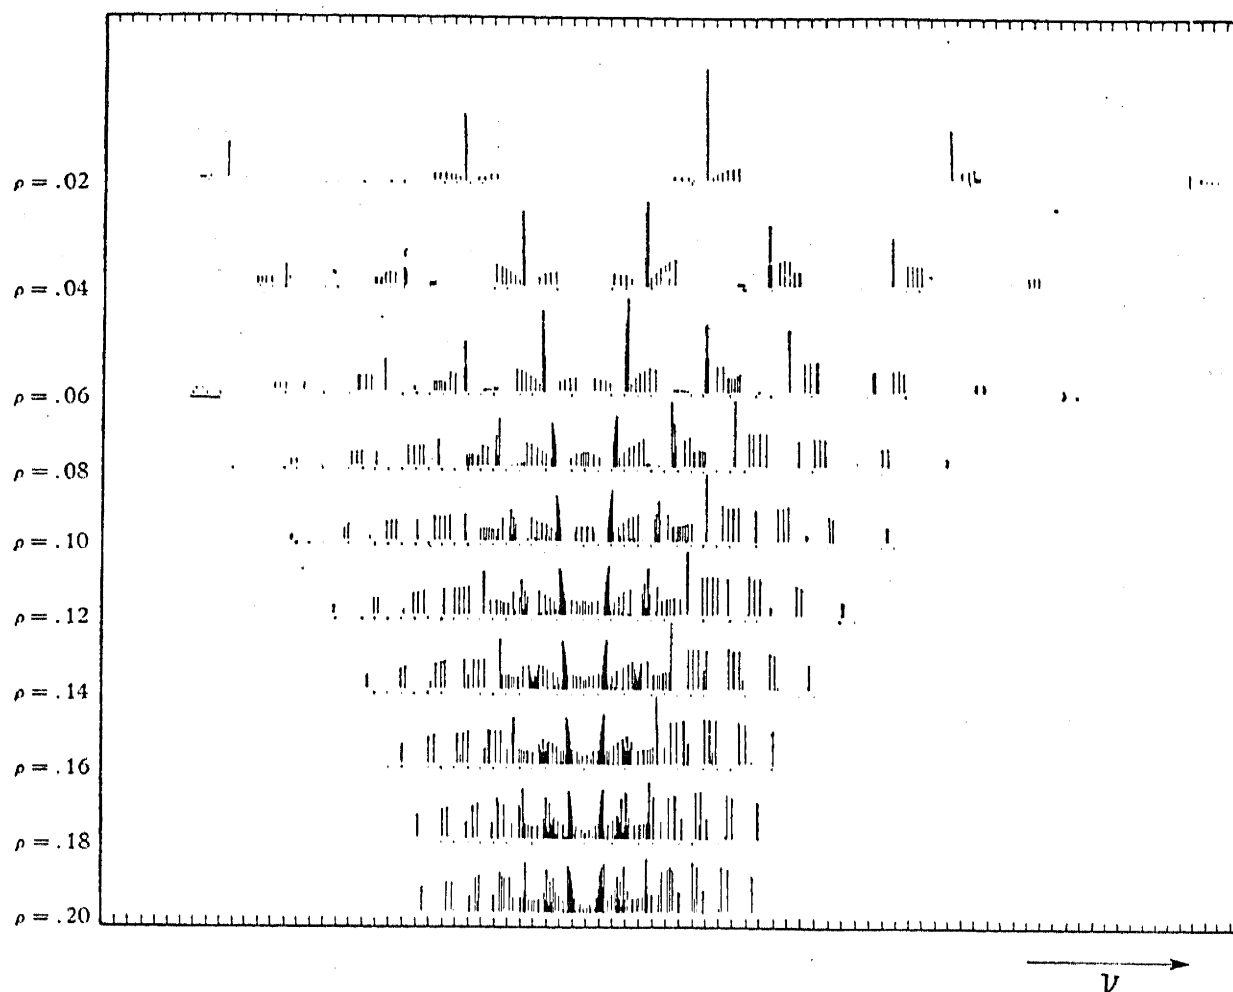 ρ = .02
ρ = .04
ρ = .06
ρ = .08
ρ = .10
ρ = .12
ρ = .14
ρ = .16
ρ = .18
ρ = .20
ν